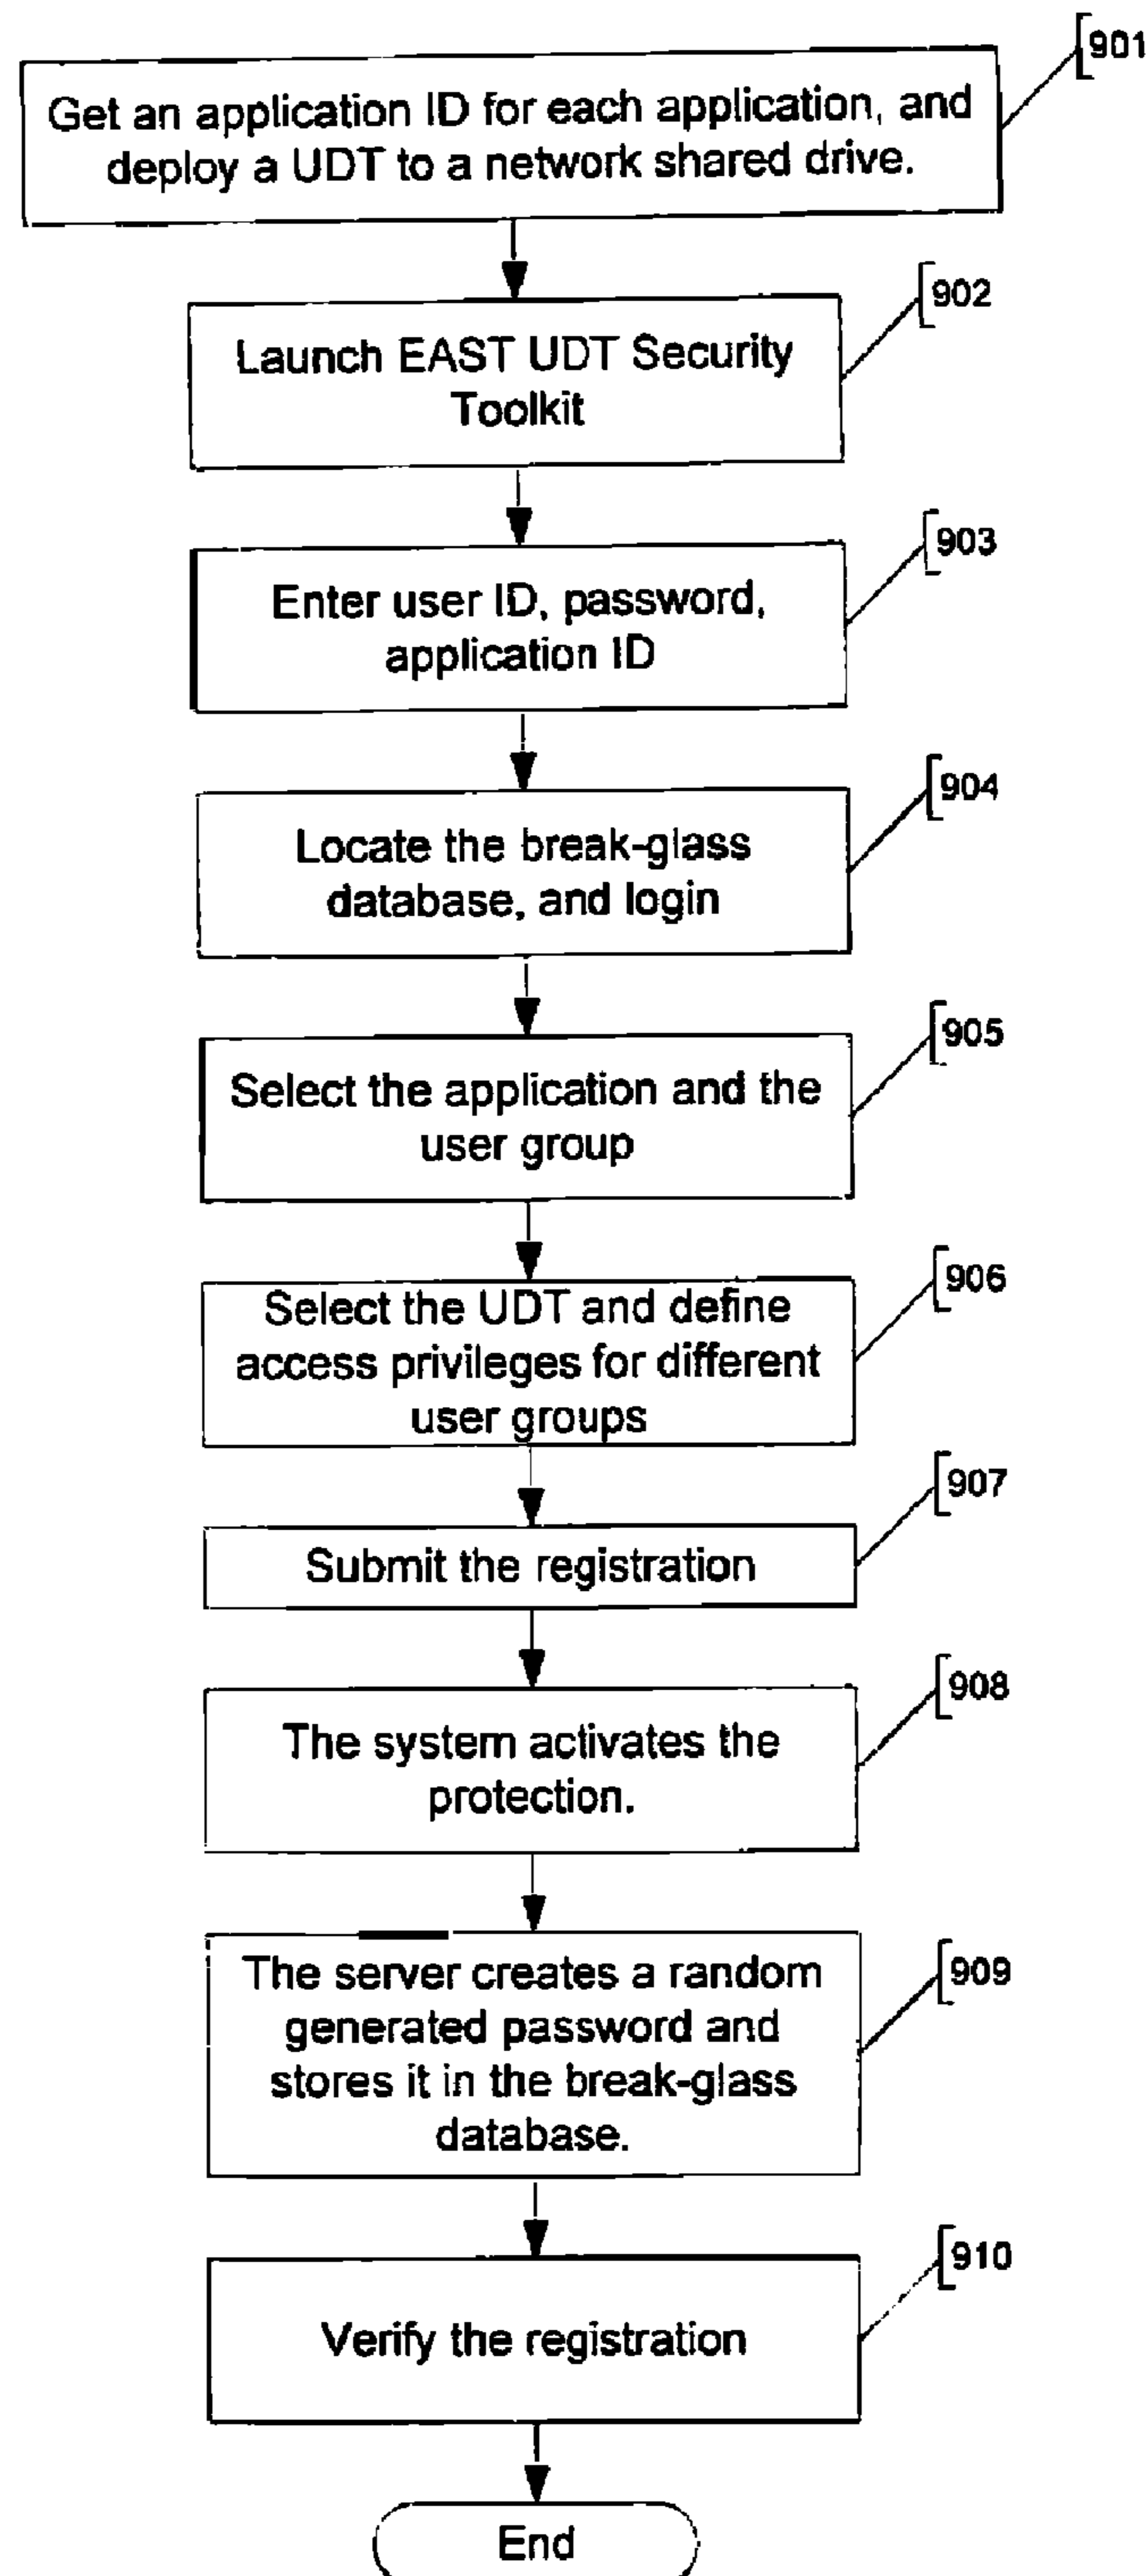 901
Get an application ID for each application, and
deploy a UDT to a network shared drive.
902
Launch EAST UDT Security
Toolkit
903
Enter user ID, password,
application ID
904
Locate the break-glass
database, and login
905
Select the application and the
user group
906
Select the UDT and define
access privileges for different
user groups
907
Submit the registration
908
The system activates the
protection.
909
The server creates a random
generated password and
stores it in the break-glass
database.
910
Verify the registration
End